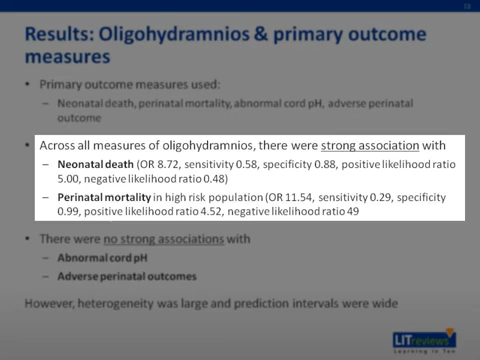 13
Results: Oligohydramnios & primary outcome
measures
• Primary outcome measures used:
– Neonatal death, perinatal mortality, abnormal cord pH, adverse perinatal
outcome
• Across all measures of oligohydramnios, there were strong association with
– Neonatal death (OR 8.72, sensitivity 0.58, specificity 0.88, positive likelihood ratio
5.00, negative likelihood ratio 0.48)
– Perinatal mortality in high risk population (OR 11.54, sensitivity 0.29, specificity
0.99, positive likelihood ratio 4.52, negative likelihood ratio 49
• There were no strong associations with
– Abnormal cord pH
– Adverse perinatal outcomes
However, heterogeneity was large and prediction intervals were wide
LITreviews
Learning in Ten